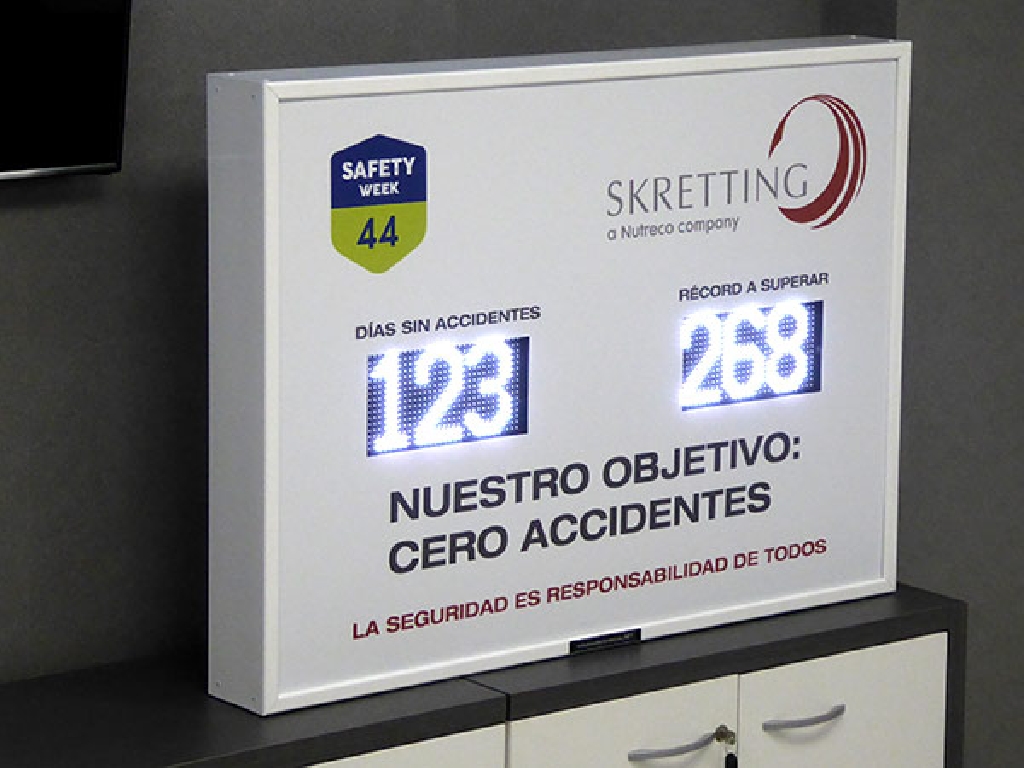 SAFETY
WEEK
44
SKRETTING
a Nutreco company
DÍAS SIN ACCIDENTES
123
RÉCORD A SUPERAR
268
NUESTRO OBJETIVO:
CERO ACCIDENTES
LA SEGURIDAD ES RESPONSABILIDAD DE TODOS